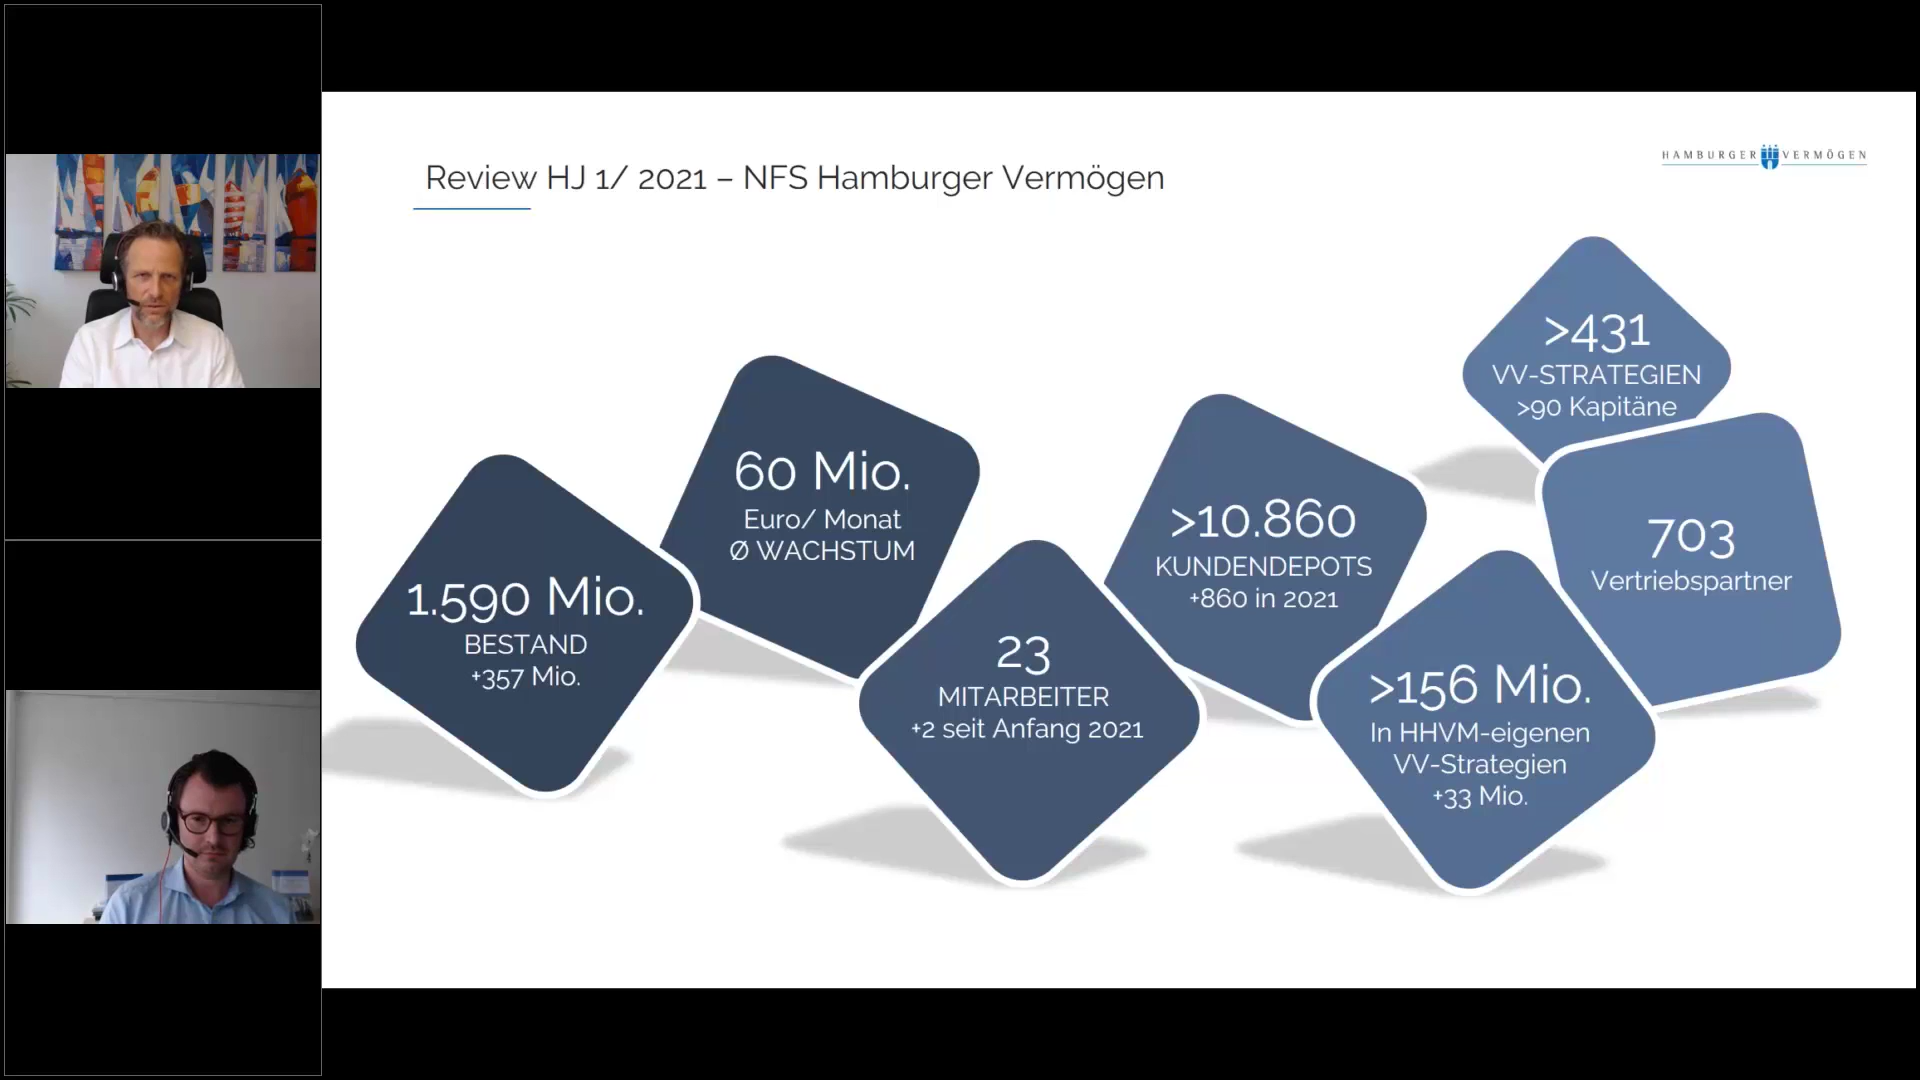 Review HJ 1/ 2021 – NFS Hamburger Vermögen
HAMBURGER VERMÖGEN
1.590 Mio.
BESTAND
+357 Mio.
60 Mio.
Euro/ Monat
Ø WACHSTUM
23
MITARBEITER
+2 seit Anfang 2021
>10.860
KUNDENDEPOTS
+860 in 2021
>156 Mio.
In HHVM-eigenen
VV-Strategien
+33 Mio.
>431
VV-STRATEGIEN
>90 Kapitäne
703
Vertriebspartner